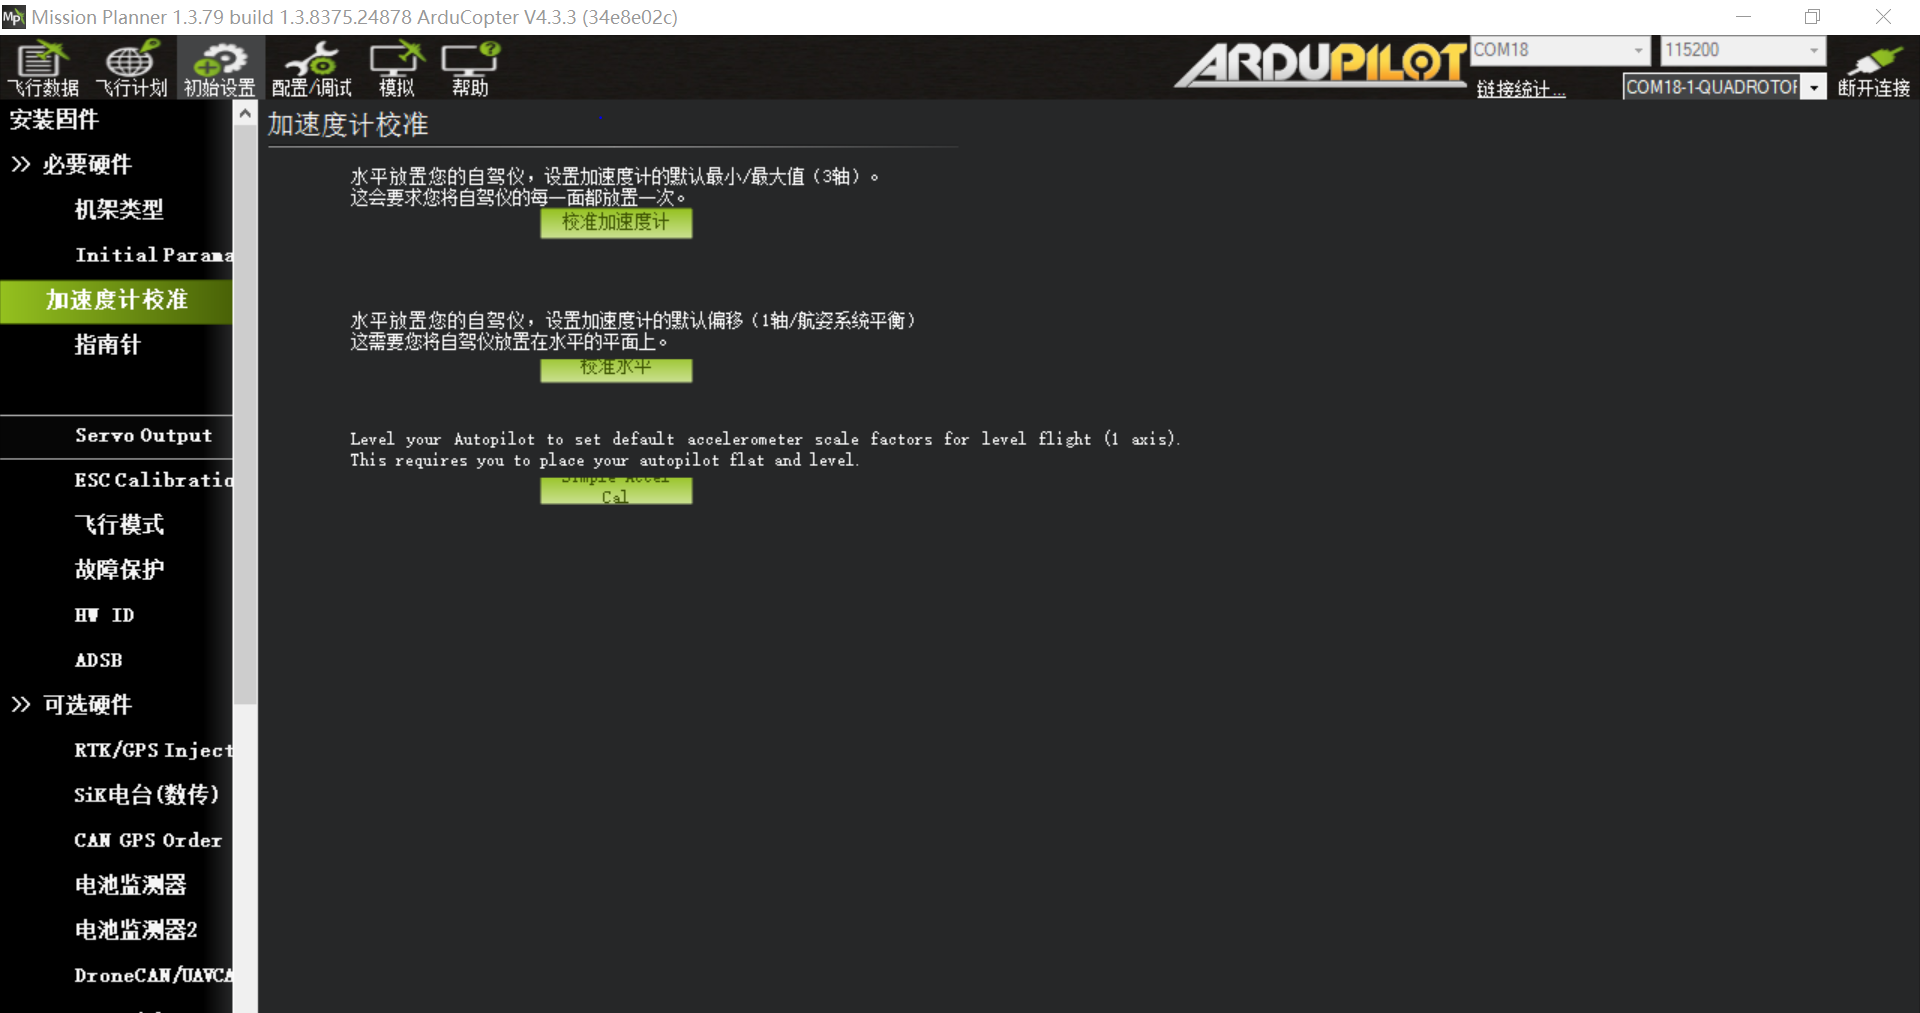 Mission Planner 1.3.79 build 1.3.8375.24878 ArduCopter V4.3.3 (34e8e02c)
飞行数据
飞行计划
初始设置
配置/调试
模拟
帮助
ARDUPILOT
COM18
115200
链接统计...
COM18-1-QUADROTOR
断开连接
安装固件
>> 必要硬件
机架类型
Initial Parama
加速度计校准
指南针
Servo Output
ESC Calibratio
飞行模式
故障保护
HW ID
ADSB
>> 可选硬件
RTK/GPS Inject
SiK电台(数传)
CAN GPS Order
电池监测器
电池监测器2
DroneCAN/UAVCA
加速度计校准
水平放置您的自驾仪，设置加速度计的默认最小/最大值（3轴）。
这会要求您将自驾仪的每一面都放置一次。
校准加速度计
水平放置您的自驾仪，设置加速度计的默认偏移（1轴/航姿系统平衡）
这需要您将自驾仪放置在水平的平面上。
校准水平
Level your Autopilot to set default accelerometer scale factors for level flight (1 axis).
This requires you to place your autopilot flat and level.
Simple Accel
Cal